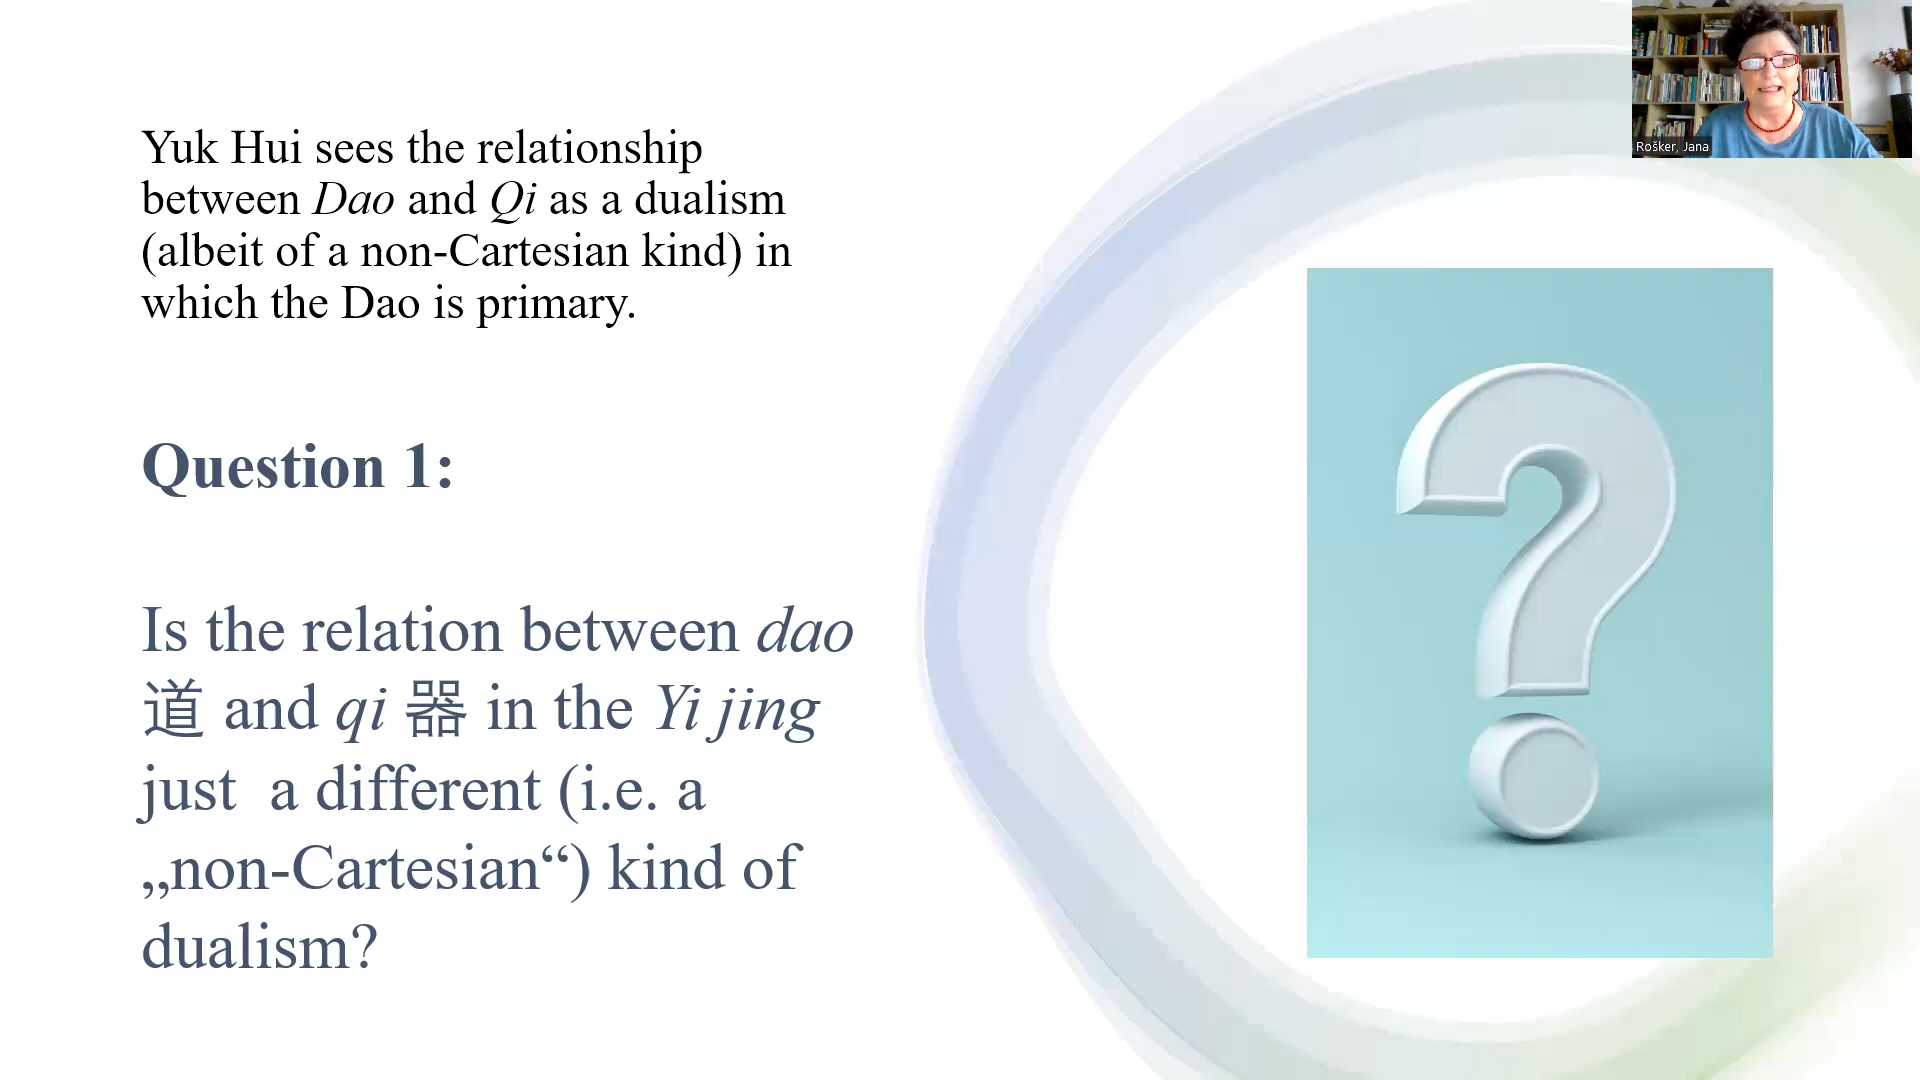 Yuk Hui sees the relationship
between Dao and Qi as a dualism
(albeit of a non-Cartesian kind) in
which the Dao is primary.
Question 1:
Is the relation between dao
道 and qi 器 in the Yi jing
just  a different (i.e. a
„non-Cartesian“) kind of
dualism?
Rošker, Jana